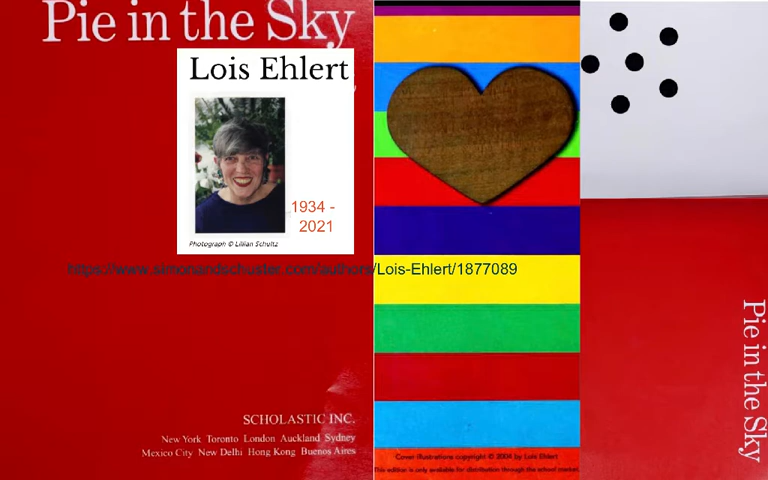 Pie in the Sky
Lois Ehlert
1934 -
2021
Photograph © Lillian Schultz
https://www.simonandschuster.com/authors/Lois-Ehlert/1877089
SCHOLASTIC INC.
New York Toronto London Auckland Sydney
Mexico City New Delhi Hong Kong Buenos Aires
Cover illustrations copyright © 2004 by Lois Ehlert
This edition is only available for distribution through the school market.
Pie in the Sky